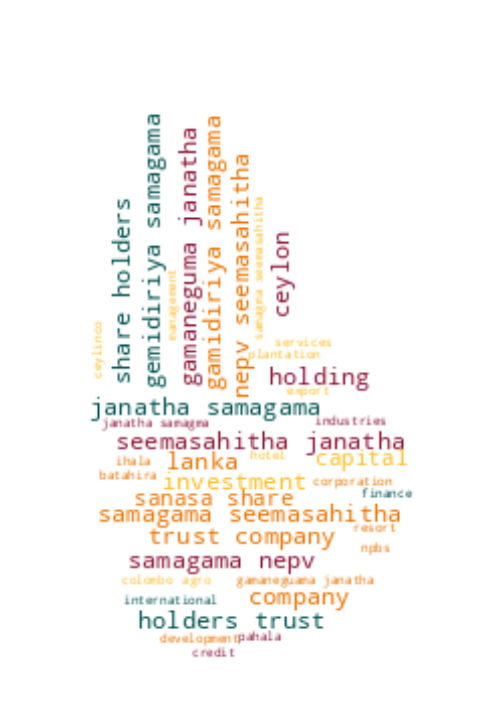 ceylinco
share holders
gemidiriya samagama
management
gamaneguma janatha
gamidiriya samagama
nepv seemasahitha
samagma seemasahitha
ceylon
services
plantation
holding
export
janatha samagama
janatha samagma
industries
seemasahitha janatha
ihala
lanka
hotel
capital
batahira
investment
corporation
sanasa share
finance
samagama seemasahitha
resort
trust company
npbs
samagama nepv
colombo agro
gamaneguama janatha
international
company
holders trust
development
pahala
credit